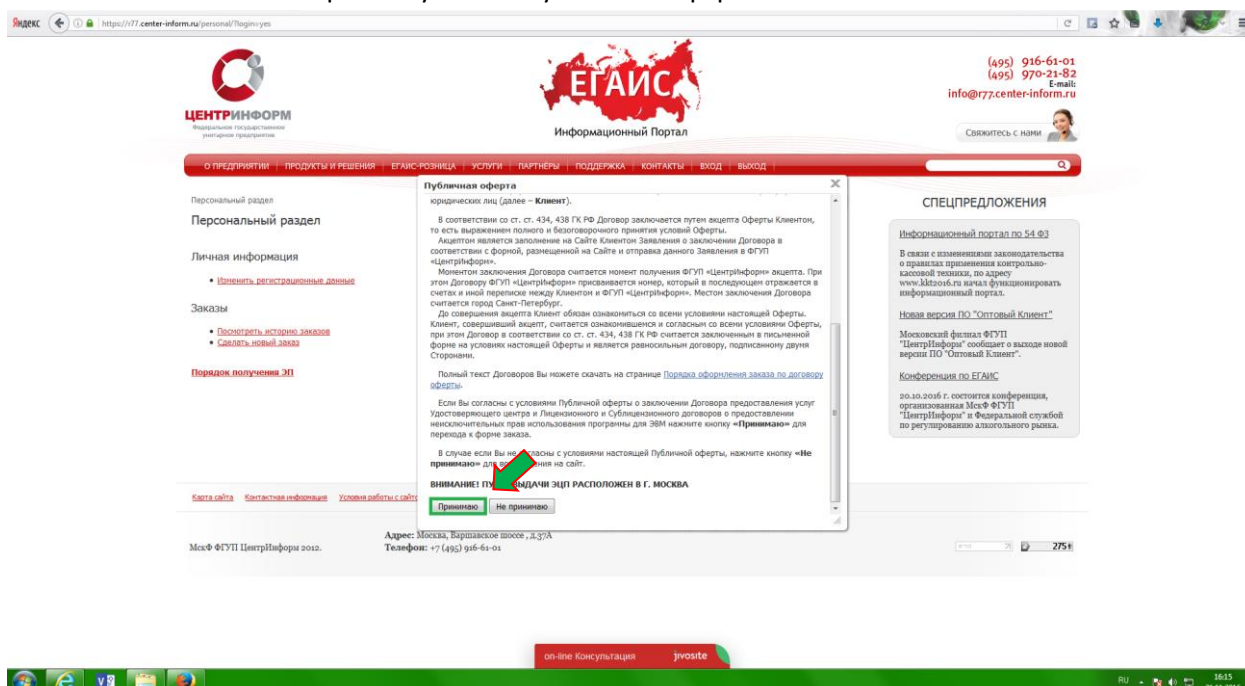 Яндекс
https://r77.center-inform.ru/personal/?login=yes
ЦЕНТРИНФОРМ
Федеральное государственное
унитарное предприятие
ЕГАИС
Информационный Портал
(495) 916-61-01
(495) 970-21-82
E-mail:
info@r77.center-inform.ru
Свяжитесь с нами
О ПРЕДПРИЯТИИ ПРОДУКТЫ И РЕШЕНИЯ ЕГАИС-РОЗНИЦА УСЛУГИ ПАРТНЁРЫ ПОДДЕРЖКА КОНТАКТЫ ВХОД ВЫХОД
Персональный раздел
Персональный раздел
Личная информация
Изменить регистрационные данные
Заказы
Посмотреть историю заказов
Сделать новый заказ
Порядок получения ЭП
Публичная оферта
юридических лиц (далее – Клиент).
В соответствии со ст. ст. 434, 438 ГК РФ Договор заключается путем акцепта Оферты Клиентом,
то есть выражением полного и безоговорочного принятия условий Оферты.
Акцептом является заполнение на Сайте Клиентом Заявления о заключении Договора в
соответствии с формой, размещенной на Сайте и отправка данного Заявления в ФГУП
«ЦентрИнформ».
Моментом заключения Договора считается момент получения ФГУП «ЦентрИнформ» акцепта. При
этом Договору ФГУП «ЦентрИнформ» присваивается номер, который в последующем отражается в
счетах и иной переписке между Клиентом и ФГУП «ЦентрИнформ». Местом заключения Договора
считается город Санкт-Петербург.
До совершения акцепта Клиент обязан ознакомиться со всеми условиями настоящей Оферты.
Клиент, совершивший акцепт, считается ознакомившемся и согласным со всеми условиями Оферты,
при этом Договор в соответствии со ст. ст. 434, 438 ГК РФ считается заключенным в письменной
форме на условиях настоящей Оферты и является равносильным договору, подписанному двумя
Сторонами.
Полный текст Договоров Вы можете скачать на странице Порядка оформления заказа по договору
оферты.
Если Вы согласны с условиями Публичной оферты о заключении Договора предоставления услуг
Удостоверяющего центра и Лицензионного и Сублицензионного договоров о предоставлении
неисключительных прав использования программы для ЭВМ нажмите кнопку «Принимаю» для
перехода к форме заказа.
В случае если Вы не согласны с условиями настоящей Публичной оферты, нажмите кнопку «Не
принимаю» для возвращения на сайт.
ВНИМАНИЕ! ВЫДАЧИ ЭЦП РАСПОЛОЖЕН В Г. МОСКВА
Принимаю Не принимаю
СПЕЦПРЕДЛОЖЕНИЯ
Информационный портал по 54 ФЗ
В связи с изменениями законодательства
о правилах применения контрольно-
кассовой техники, по адресу
www.kkt2016.ru начал функционировать
информационный портал.
Новая версия ПО "Оптовый Клиент"
Московский филиал ФГУП
"ЦентрИнформ" сообщает о выходе новой
версии ПО "Оптовый Клиент".
Конференция по ЕГАИС
20.10.2016 г. состоится конференция,
организованная МскФ ФГУП
"ЦентрИнформ" и Федеральной службой
по регулированию алкогольного рынка.
Карта сайта Контактная информация Условия работы с сайтом
МскФ ФГУП ЦентрИнформ 2012.
Адрес: Москва, Варшавское шоссе , д.37А
Телефон: +7 (495) 916-61-01
275
on-line Консультация jivosite
RU
16:15